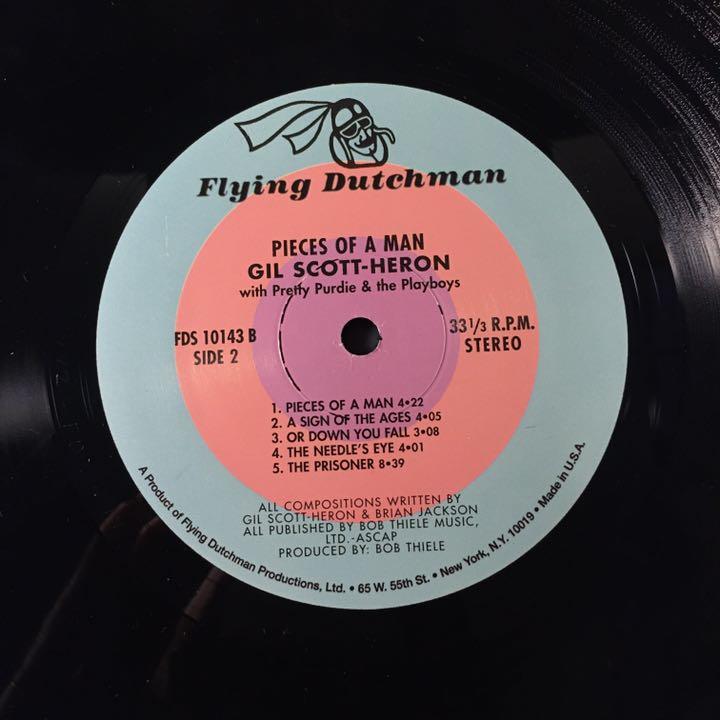 Flying Dutchman
PIECES OF A MAN
GIL SCOTT-HERON
with Pretty Purdie & the Playboys
FDS 10143 B
SIDE 2
33 1/3 R.P.M.
STEREO
1. PIECES OF A MAN 4•22
2. A SIGN OF THE AGES 4•05
3. OR DOWN YOU FALL 3•08
4. THE NEEDLE'S EYE 4•01
5. THE PRISONER 8•39
ALL COMPOSITIONS WRITTEN BY
GIL SCOTT-HERON & BRIAN JACKSON
ALL PUBLISHED BY BOB THIELE MUSIC,
LTD.-ASCAP
PRODUCED BY: BOB THIELE
A Product of Flying Dutchman Productions, Ltd. • 65 W. 55th St. • New York, N.Y. 10019 • Made in U.S.A.